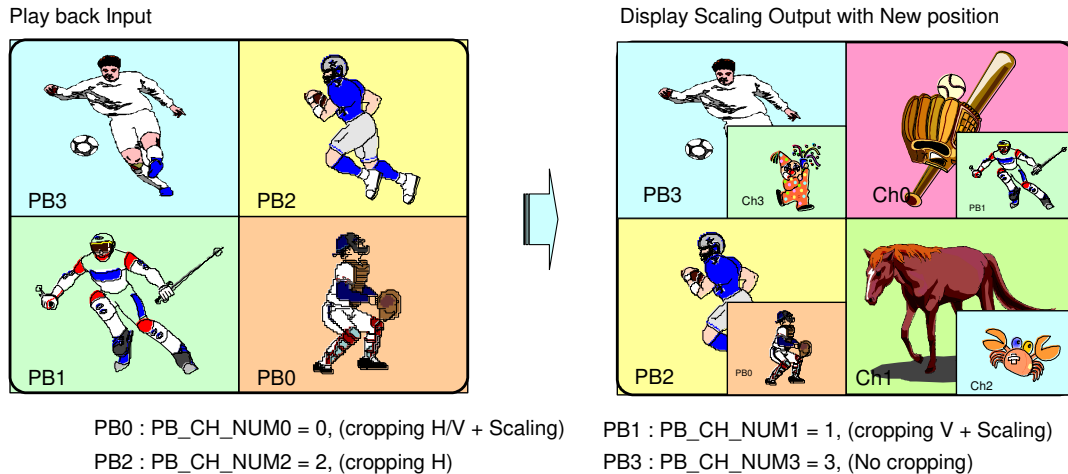 Play back Input
Display Scaling Output with New position
PB3
PB2
PB1
PB0
PB3
Ch3
Ch0
PB1
PB2
PB0
Ch1
Ch2
PB0 : PB_CH_NUM0 = 0, (cropping H/V + Scaling)
PB1 : PB_CH_NUM1 = 1, (cropping V + Scaling)
PB2 : PB_CH_NUM2 = 2, (cropping H)
PB3 : PB_CH_NUM3 = 3, (No cropping)